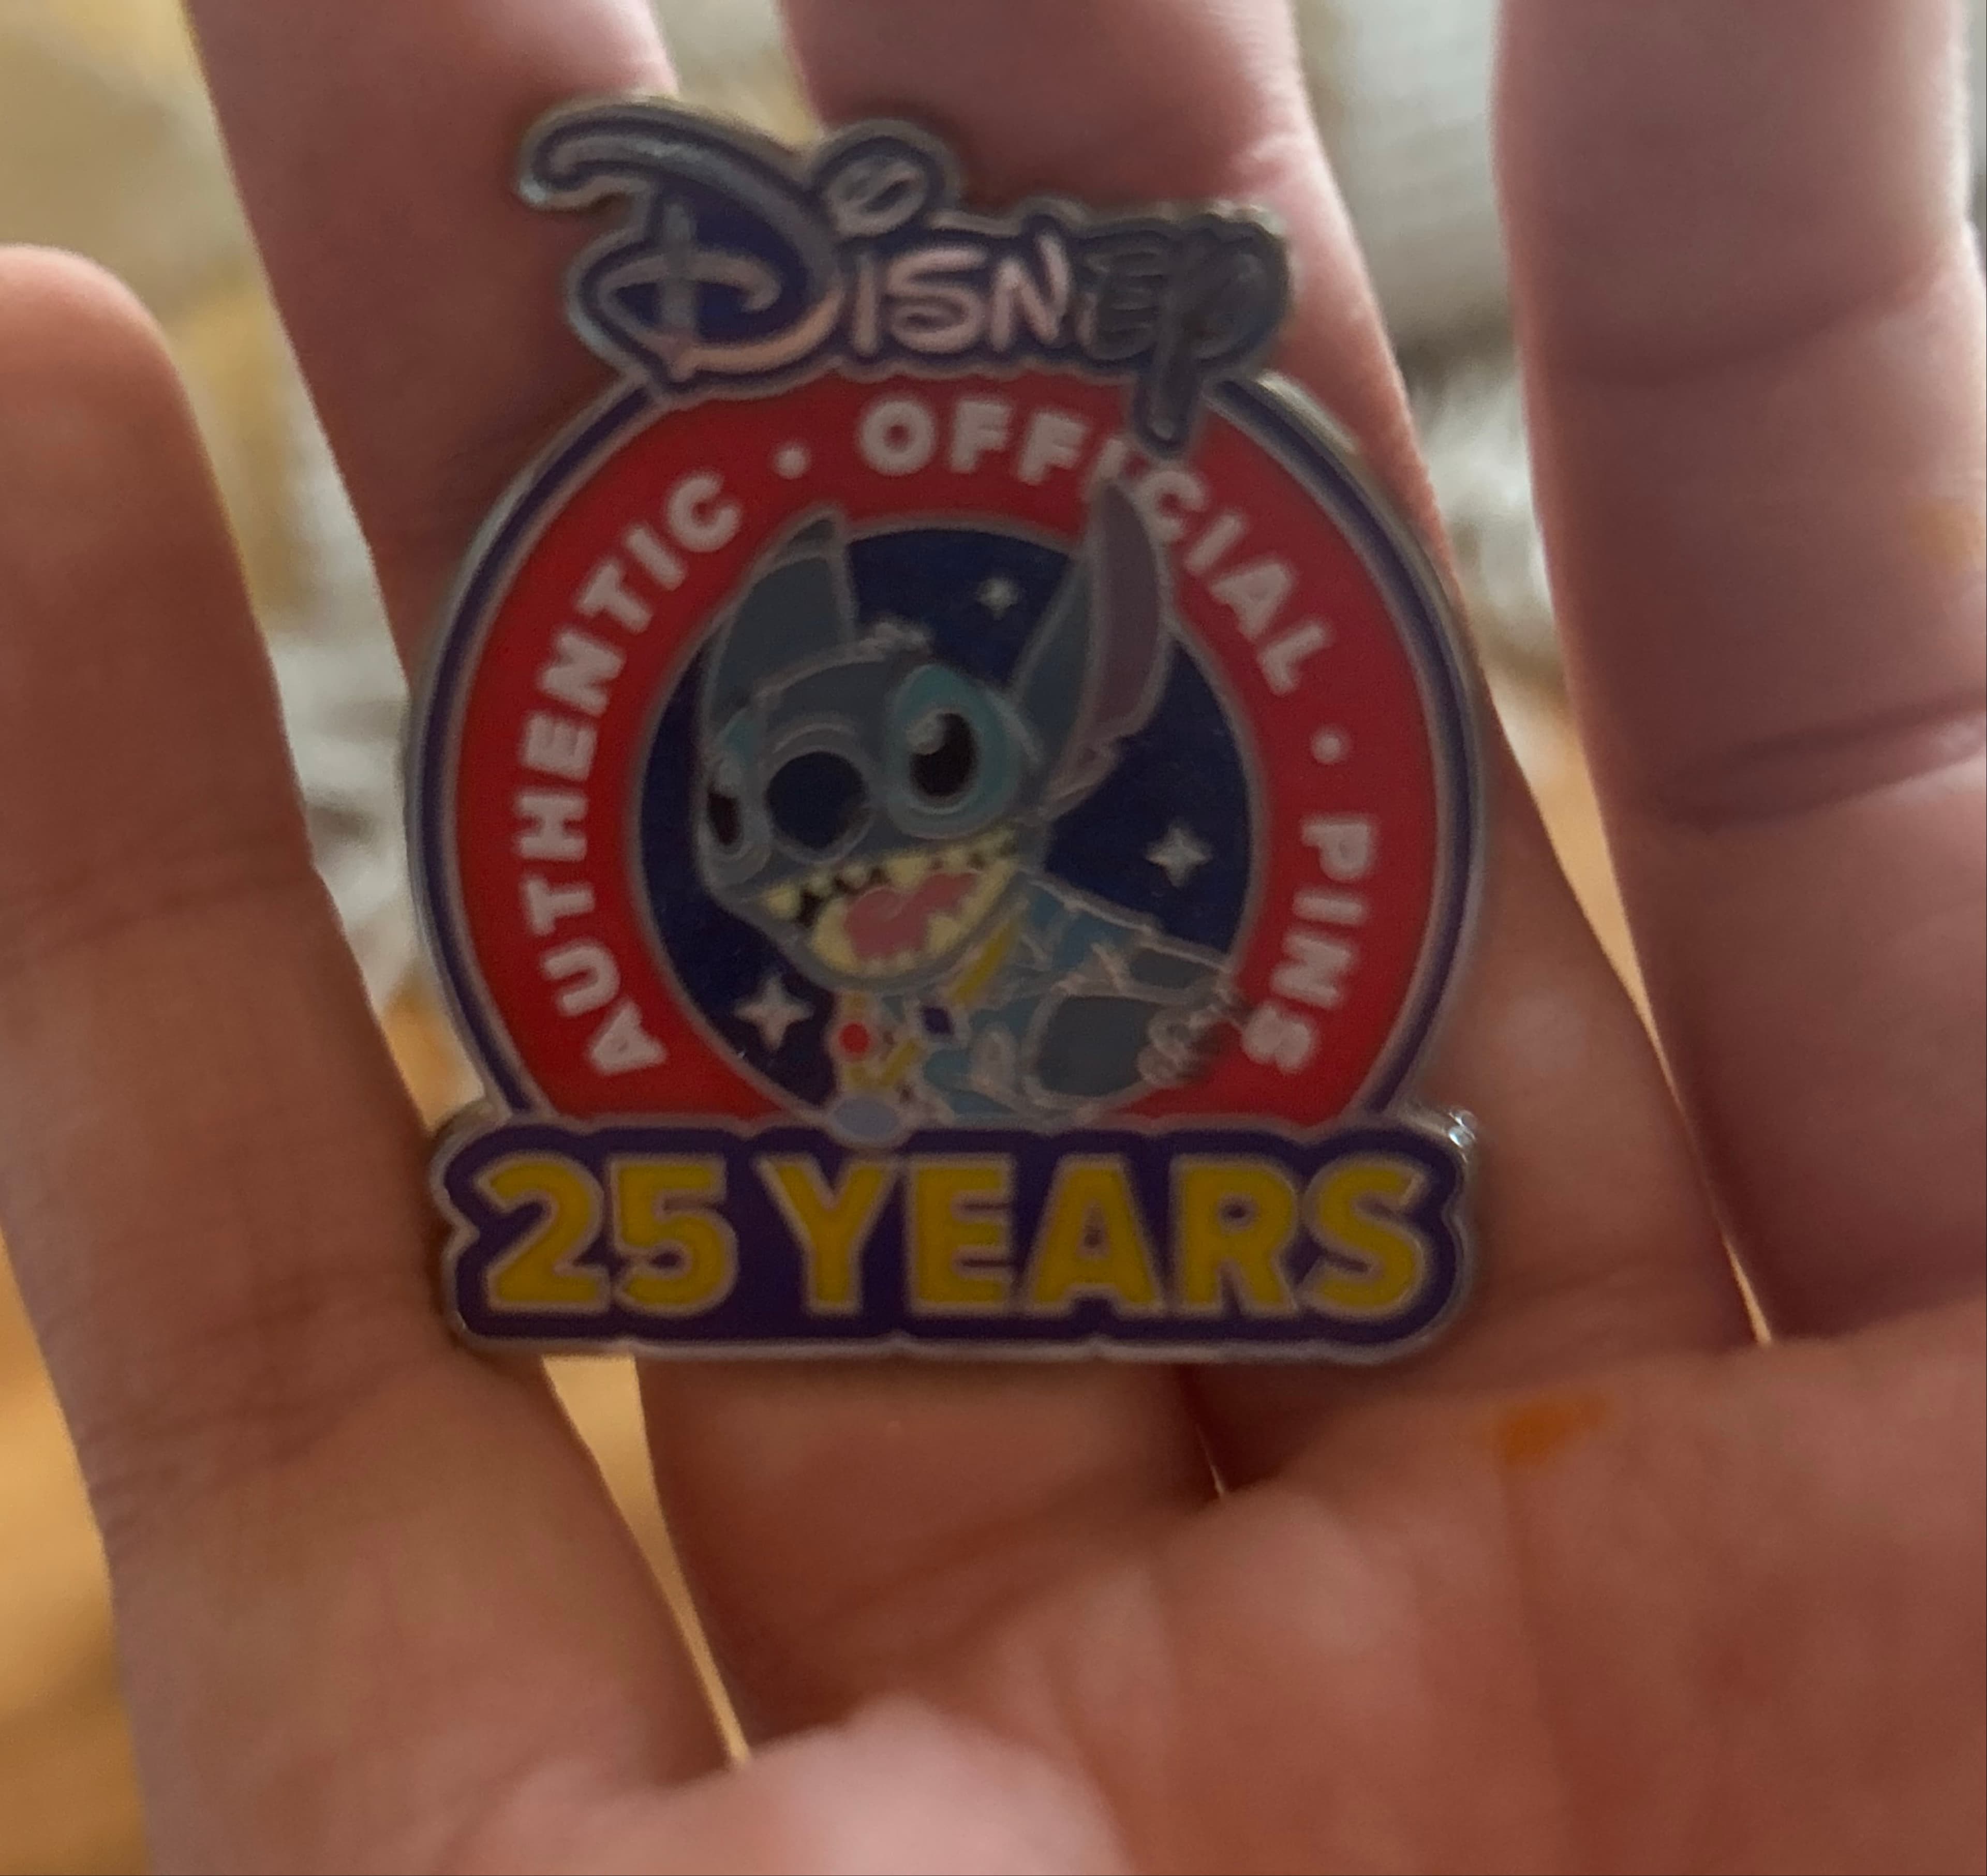 Disney
AUTHENTIC • OFFICIAL • PINS
25 YEARS